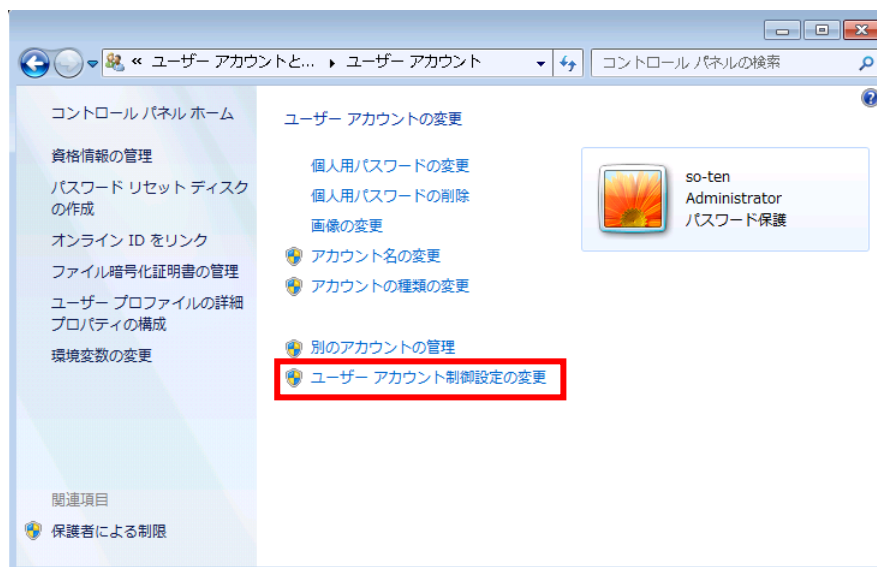 « ユーザー アカウントと... ▸ ユーザー アカウント
コントロール パネルの検索
コントロール パネル ホーム
資格情報の管理
パスワード リセット ディスク
の作成
オンライン ID をリンク
ファイル暗号化証明書の管理
ユーザー プロファイルの詳細
プロパティの構成
環境変数の変更
関連項目
保護者による制限
ユーザー アカウントの変更
個人用パスワードの変更
個人用パスワードの削除
画像の変更
アカウント名の変更
アカウントの種類の変更
別のアカウントの管理
ユーザー アカウント制御設定の変更
so-ten
Administrator
パスワード保護